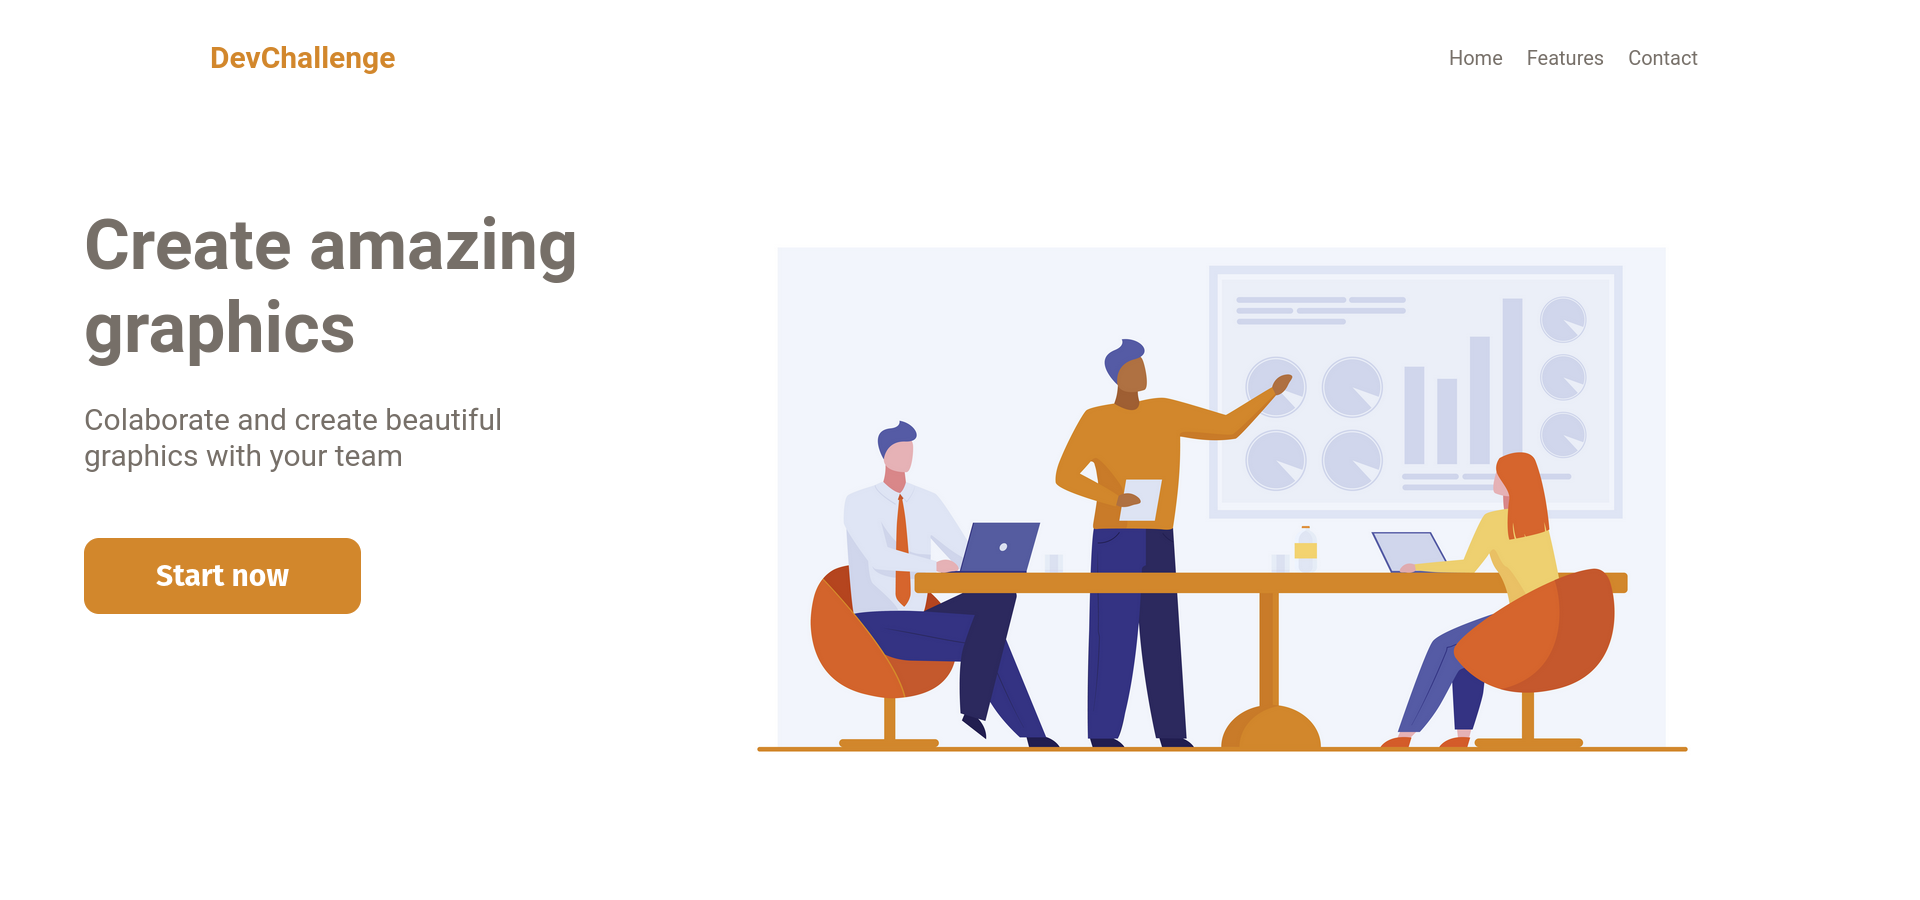 DevChallenge
Home Features Contact
Create amazing
graphics
Colaborate and create beautiful
graphics with your team
Start now